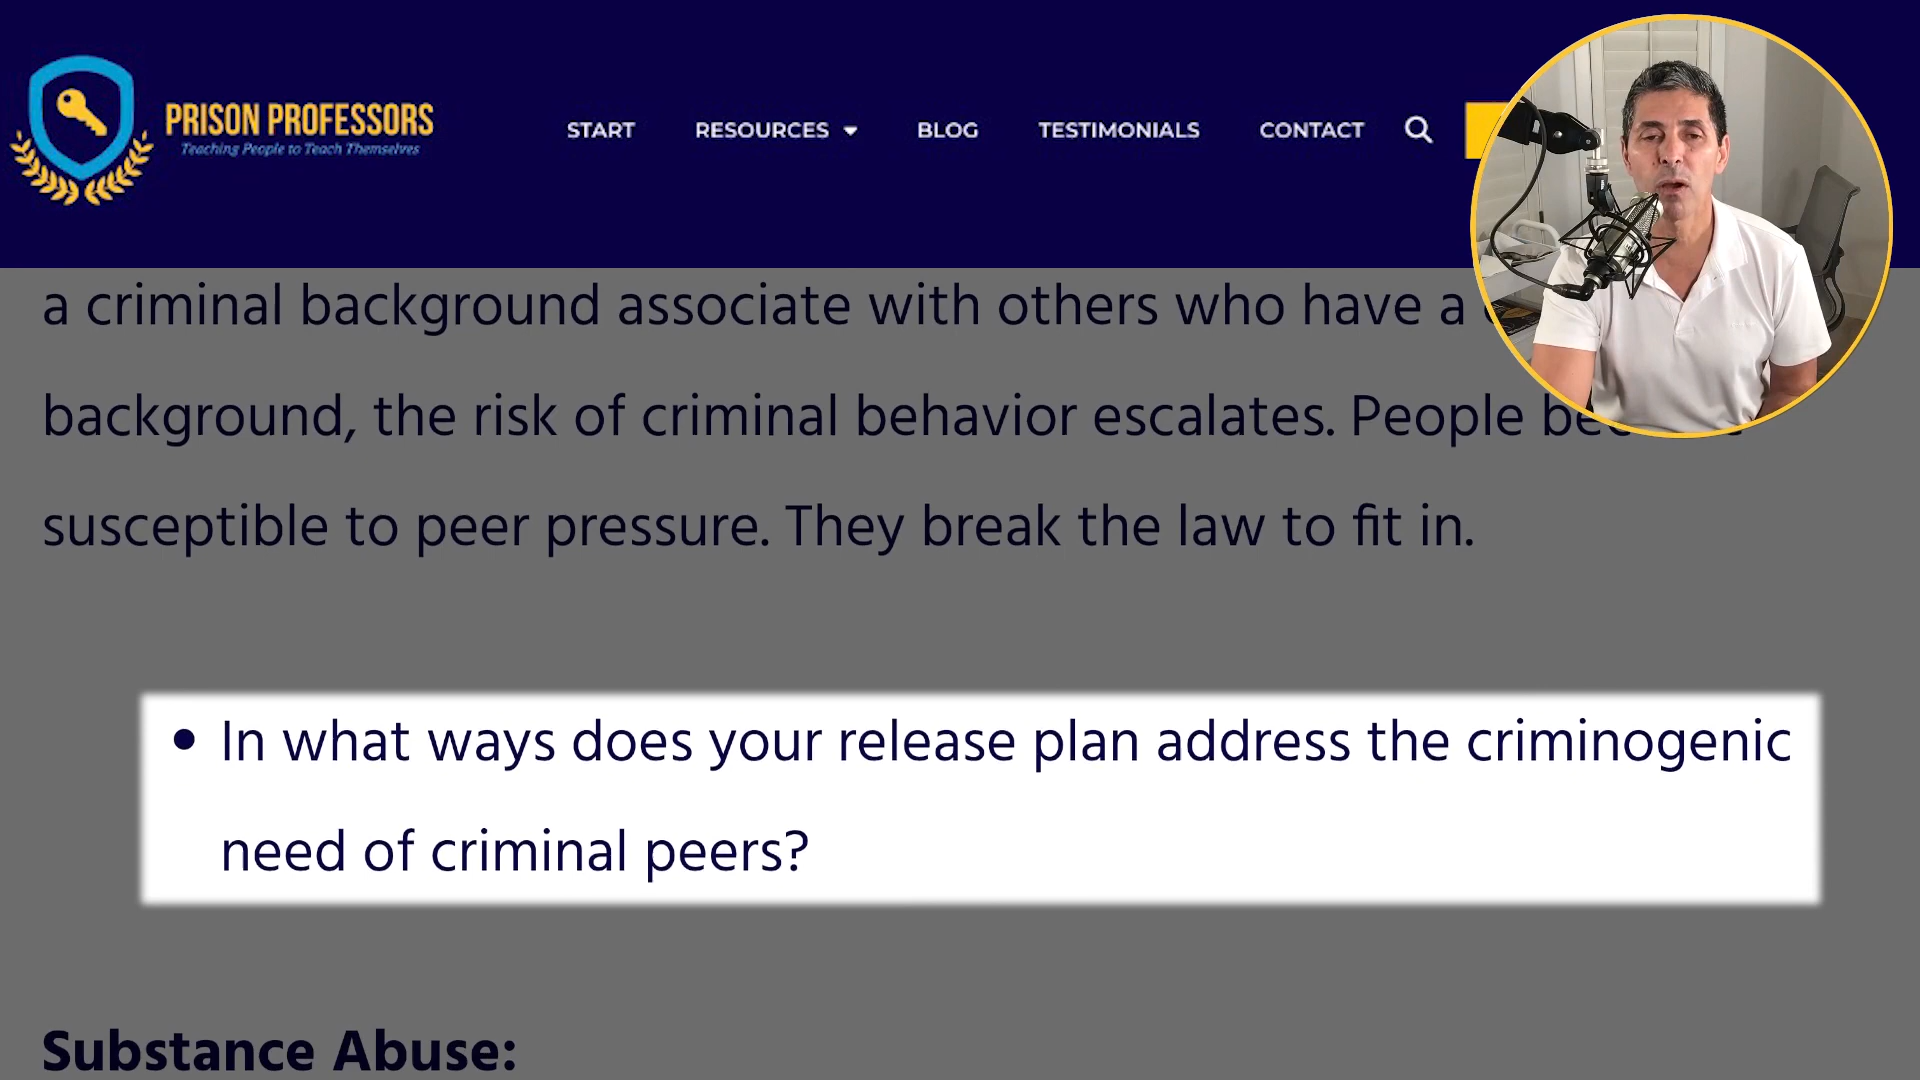 PRISON PROFESSORS
Teaching People to Teach Themselves
START RESOURCES BLOG TESTIMONIALS CONTACT
a criminal background associate with others who have a
background, the risk of criminal behavior escalates. People
susceptible to peer pressure. They break the law to fit in.
• In what ways does your release plan address the criminogenic
need of criminal peers?
Substance Abuse: